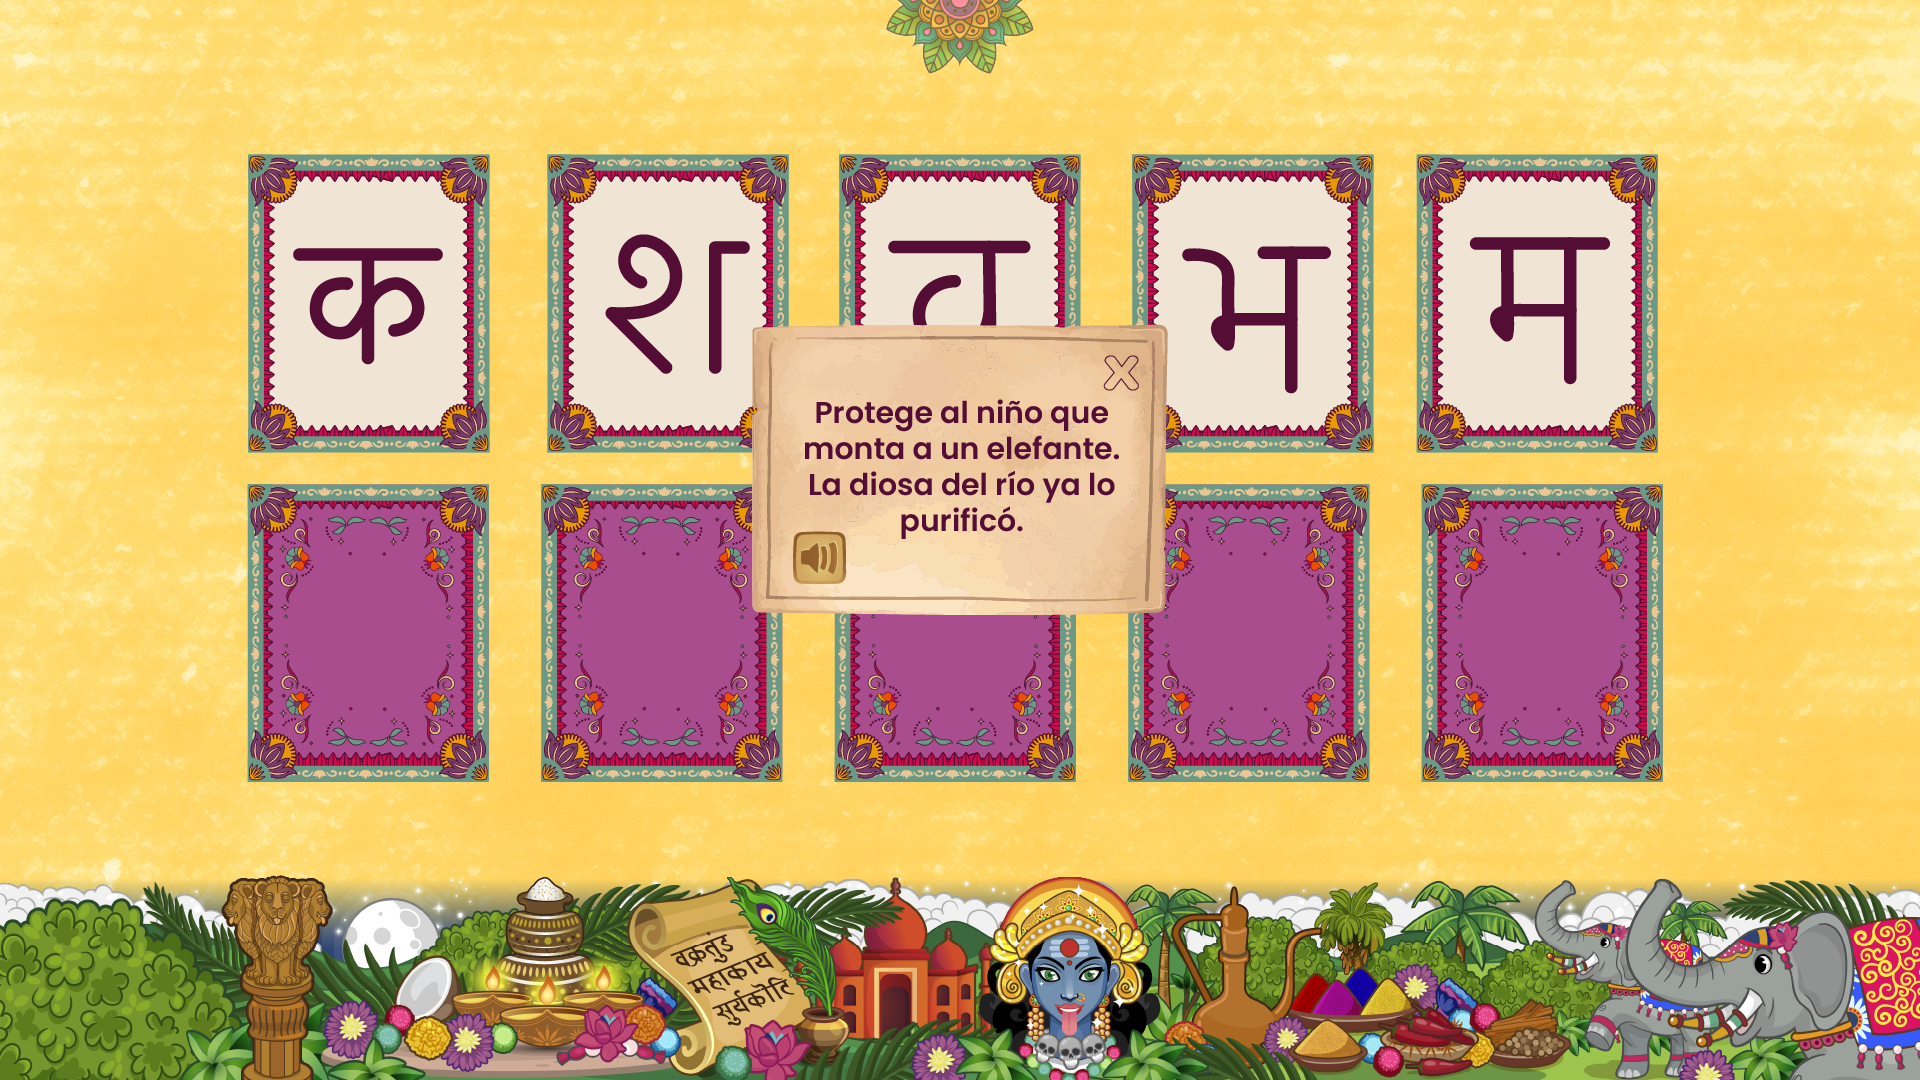 क
श
व
भ
म
Protege al niño que
monta a un elefante.
La diosa del río ya lo
purificó.
वक्रतुंड
महाकाय
सुर्यकोटि